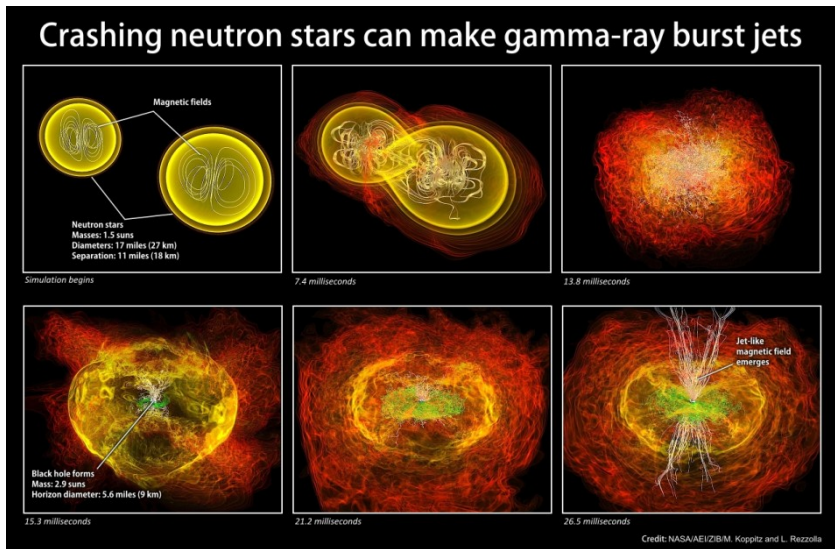 Crashing neutron stars can make gamma-ray burst jets
Magnetic fields
Neutron stars
Masses: 1.5 suns
Diameters: 17 miles (27 km)
Separation: 11 miles (18 km)
Simulation begins
7.4 milliseconds
13.8 milliseconds
Black hole forms
Mass: 2.9 suns
Horizon diameter: 5.6 miles (9 km)
15.3 milliseconds
21.2 milliseconds
Jet-like
magnetic field
emerges
26.5 milliseconds
Credit: NASA/AEI/ZIB/M. Koppitz and L. Rezzolla